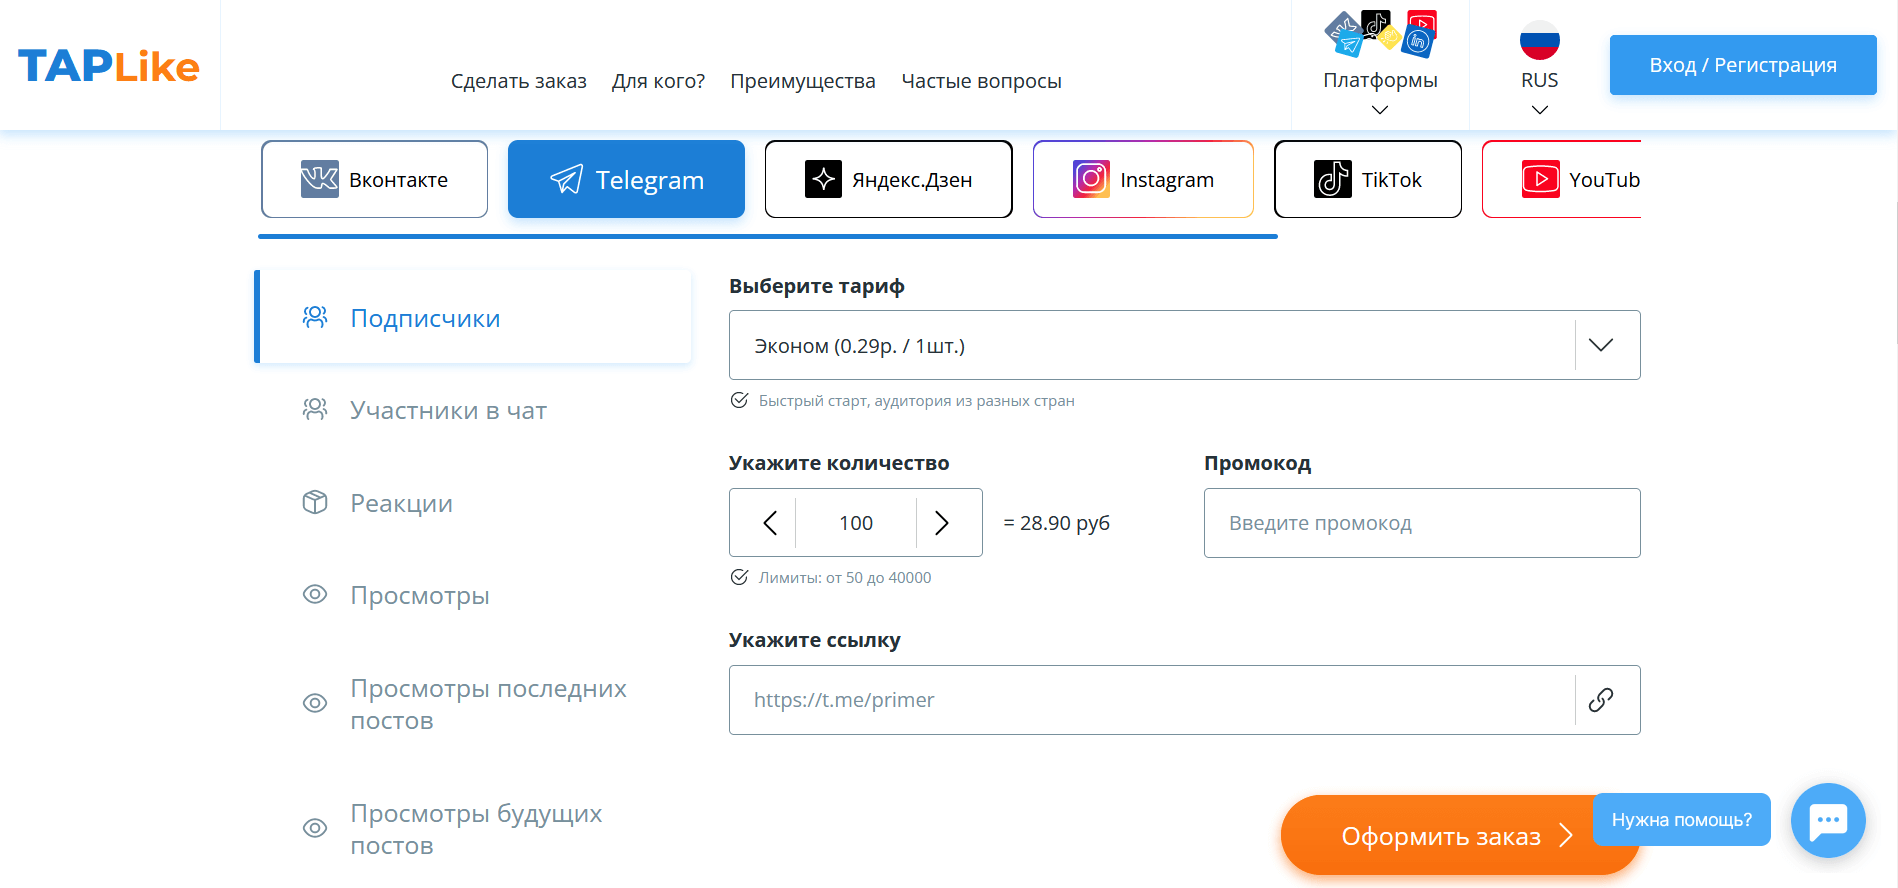 TAPLike
Сделать заказ
Для кого?
Преимущества
Частые вопросы
Платформы
RUS
Вход / Регистрация
Вконтакте
Telegram
Яндекс.Дзен
Instagram
TikTok
YouTub
Подписчики
Участники в чат
Реакции
Просмотры
Просмотры последних
постов
Просмотры будущих
постов
Выберите тариф
Эконом (0.29р. / 1шт.)
Быстрый старт, аудитория из разных стран
Укажите количество
100
= 28.90 руб
Лимиты: от 50 до 40000
Промокод
Введите промокод
Укажите ссылку
https://t.me/primer
Оформить заказ
Нужна помощь?